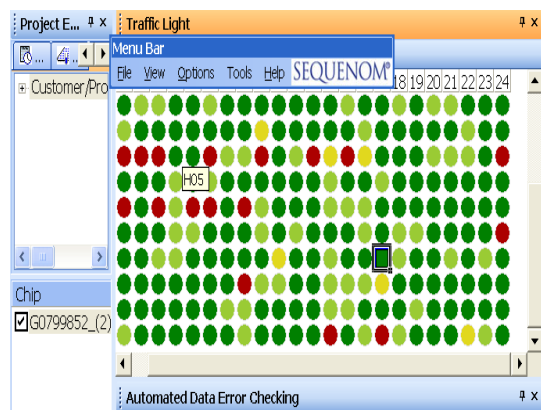 Project E...
Traffic Light
Menu Bar
File View Options Tools Help SEQUENOM®
18 19 20 21 22 23 24
Customer/Pro
H05
Chip
G0799852_(2)
Automated Data Error Checking